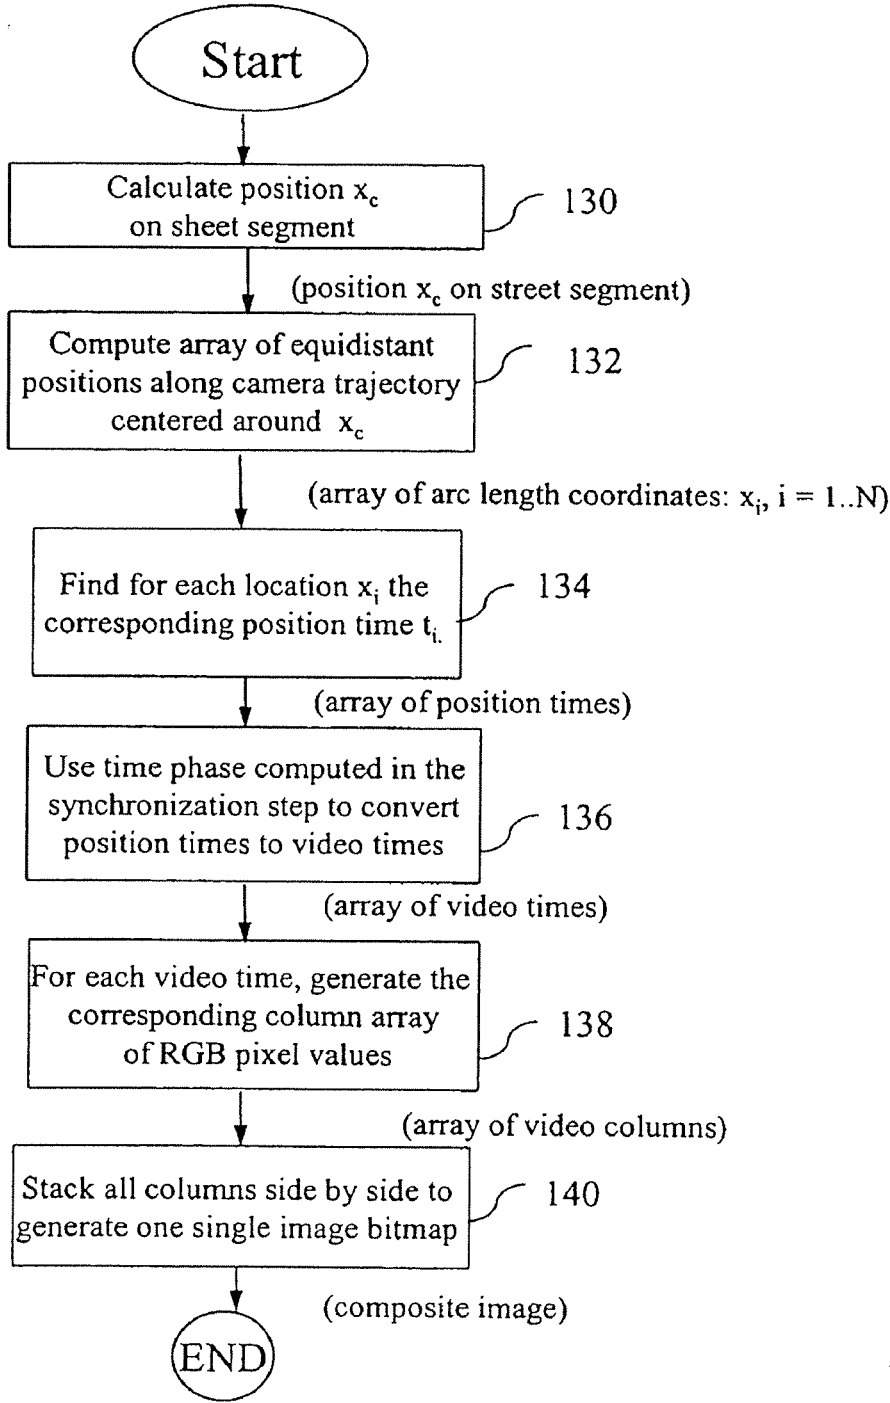 Start
Calculate position x_c
on sheet segment
130
(position x_c on street segment)
Compute array of equidistant
positions along camera trajectory
centered around x_c
132
(array of arc length coordinates: x_i, i = 1..N)
Find for each location x_i the
corresponding position time t_i.
134
(array of position times)
Use time phase computed in the
synchronization step to convert
position times to video times
136
(array of video times)
For each video time, generate the
corresponding column array
of RGB pixel values
138
(array of video columns)
Stack all columns side by side to
generate one single image bitmap
140
(composite image)
END